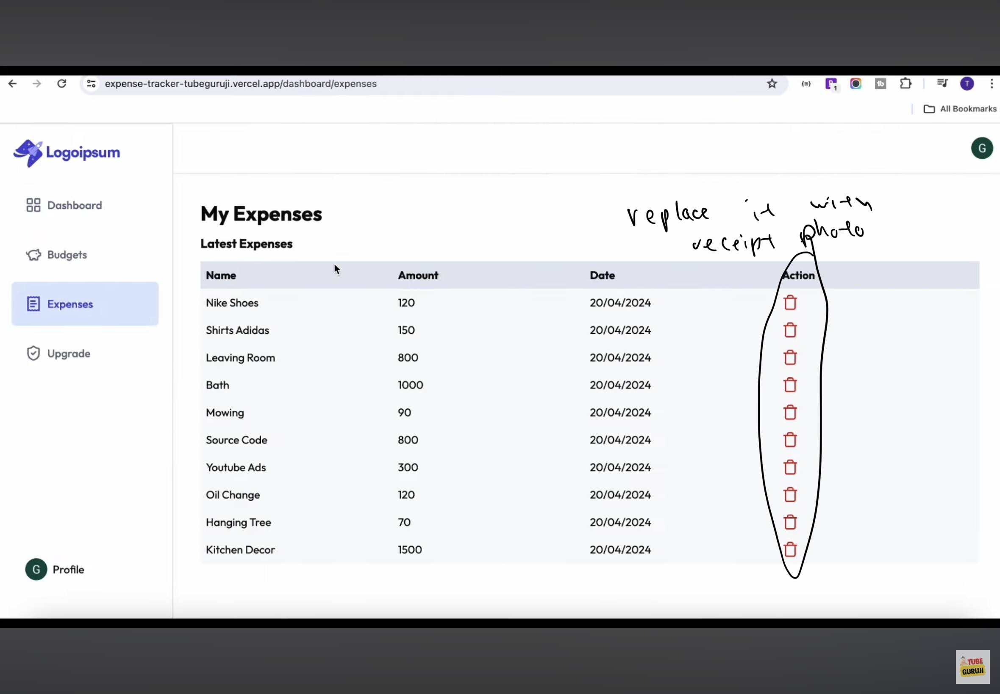 expense-tracker-tubeguruji.vercel.app/dashboard/expenses
1
T
All Bookmarks
Logoipsum
G
Dashboard
Budgets
Expenses
Upgrade
G Profile
replace it with
receipt photo
My Expenses
Latest Expenses
Name Amount Date Action
Nike Shoes 120 20/04/2024
Shirts Adidas 150 20/04/2024
Leaving Room 800 20/04/2024
Bath 1000 20/04/2024
Mowing 90 20/04/2024
Source Code 800 20/04/2024
Youtube Ads 300 20/04/2024
Oil Change 120 20/04/2024
Hanging Tree 70 20/04/2024
Kitchen Decor 1500 20/04/2024
TUBE
GURUJI